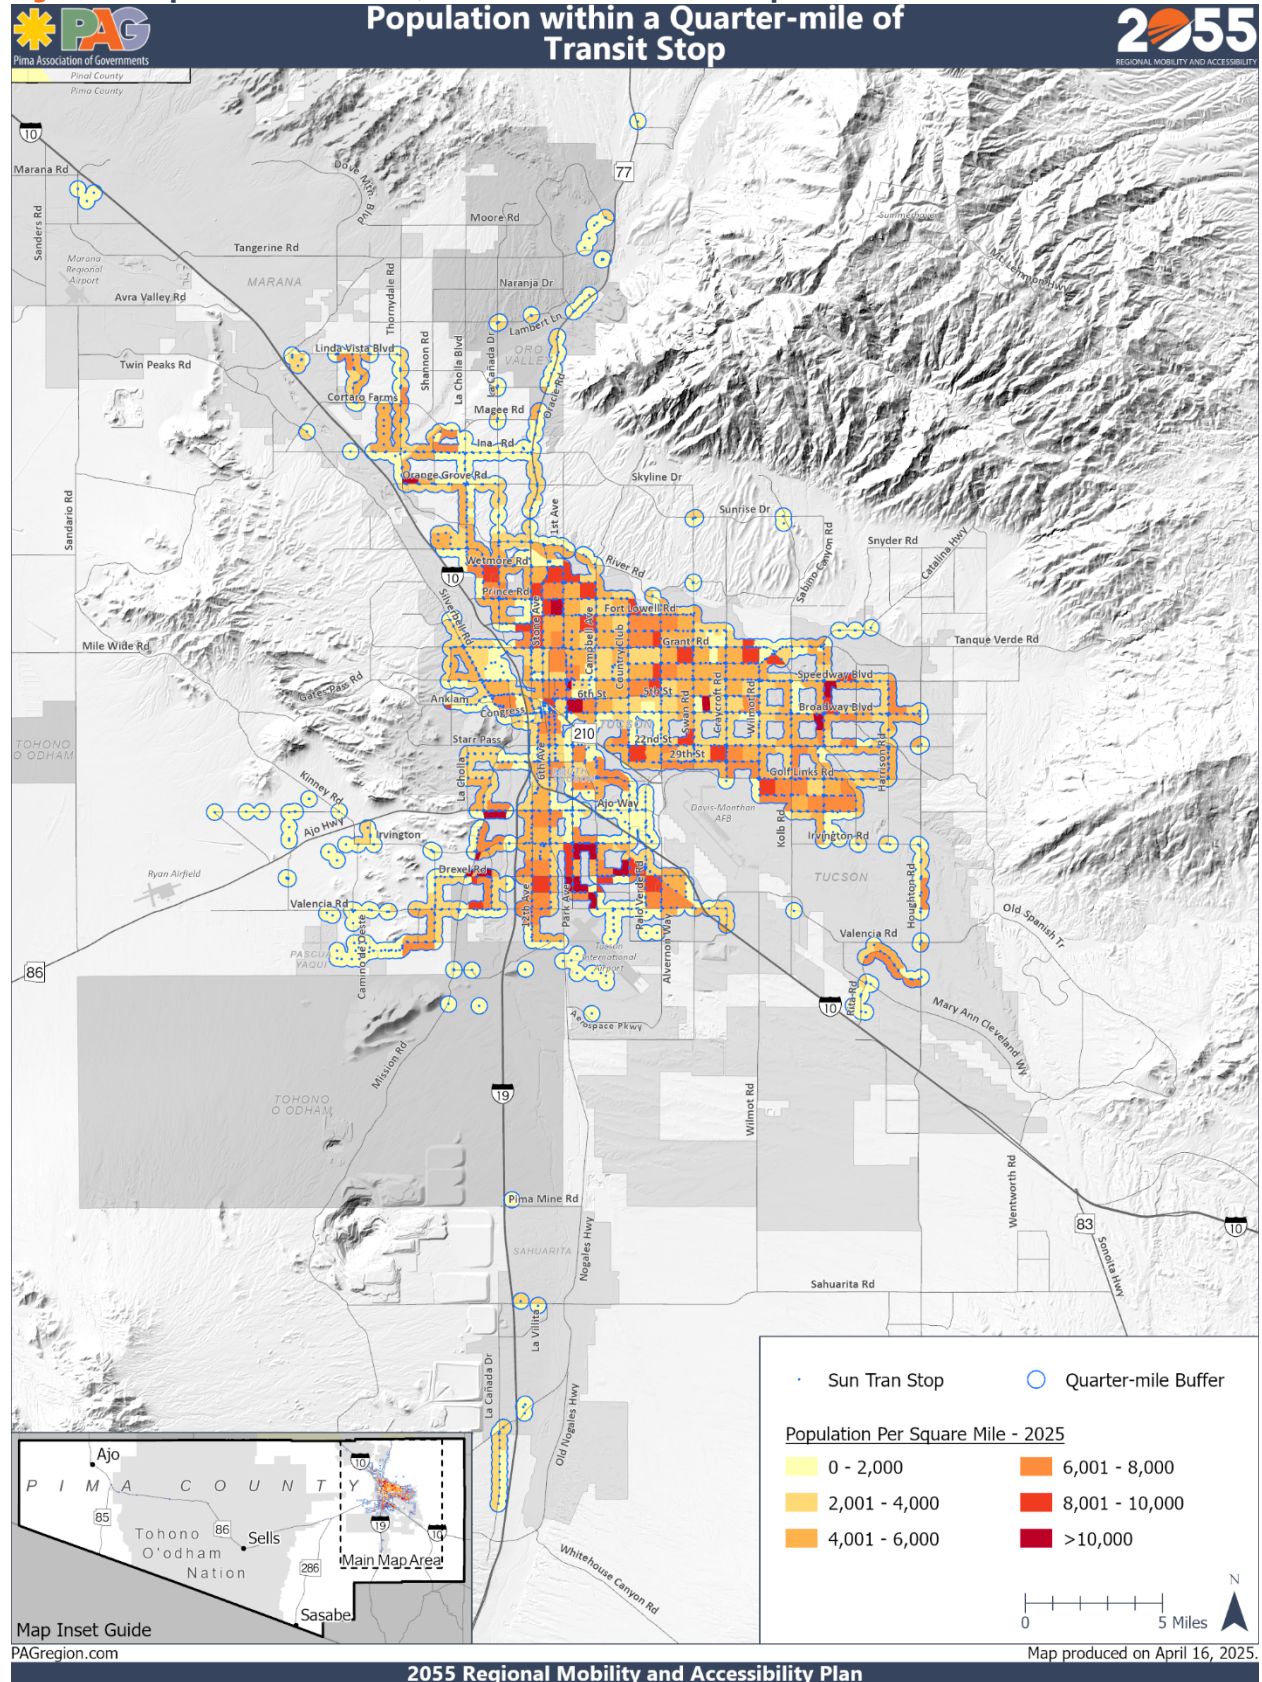 Population within a Quarter-mile of
Transit Stop
PAG
Pima Association of Governments
2055
REGIONAL MOBILITY AND ACCESSIBILITY
Pinal County
Pima County
10
Marana Rd
77
Dove Mtn. Blvd
Sanders Rd
Moore Rd
Summerhaven
Tangerine Rd
Mt Lemmon Hwy
Marana
Regional
Airport
MARANA
Thornydale Rd
Naranja Dr
Avra Valley Rd
Lambert Ln
Linda Vista Blvd
Shannon Rd
La Cholla Blvd
La Cañada Dr
ORO
VALLEY
Twin Peaks Rd
Cortaro Farms
Magee Rd
Oracle Rd
Ina Rd
Orange Grove Rd
Skyline Dr
Sandario Rd
1st Ave
Sunrise Dr
Sabino Canyon Rd
Snyder Rd
Catalina Hwy
Wetmore Rd
River Rd
10
Prince Rd
Silverbell Rd
Stone Ave
Campbell Ave
Fort Lowell Rd
Country Club
Grant Rd
Tanque Verde Rd
Mile Wide Rd
Gates Pass Rd
Speedway Blvd
Anklam
6th St
5th St
Swan Rd
Craycroft Rd
Wilmot Rd
Broadway Blvd
Congress
TUCSON
210
22nd St
Starr Pass
29th St
Harrison Rd
TOHONO
O ODHAM
La Cholla
6th Ave
Golf Links Rd
Kinney Rd
Ajo Way
Davis-Monthan
AFB
Kolb Rd
Ajo Hwy
Irvington
Irvington Rd
Drexel Rd
Ryan Airfield
TUCSON
Houghton Rd
Valencia Rd
12th Ave
Park Ave
Palo Verde Rd
Old Spanish Tr
Camino de Oeste
PASCUA
YAQUI
Alvernon Way
Valencia Rd
Tucson
International
Airport
86
Rita Rd
10
Mary Ann Cleveland Wy
Aerospace Pkwy
Mission Rd
19
TOHONO
O ODHAM
Wilmot Rd
Pima Mine Rd
Wentworth Rd
83
10
SAHUARITA
Nogales Hwy
Sonoita Hwy
Sahuarita Rd
La Villita
La Cañada Dr
Old Nogales Hwy
Whitehouse Canyon Rd
Sun Tran Stop
Quarter-mile Buffer
Population Per Square Mile - 2025
0 - 2,000
6,001 - 8,000
2,001 - 4,000
8,001 - 10,000
4,001 - 6,000
>10,000
N
0
5 Miles
Ajo
10
PIMA COUNTY
85
86
Sells
19
10
Tohono
O'odham
Nation
286
Main Map Area
Sasabe
Map Inset Guide
PAGregion.com
Map produced on April 16, 2025.
2055 Regional Mobility and Accessibility Plan